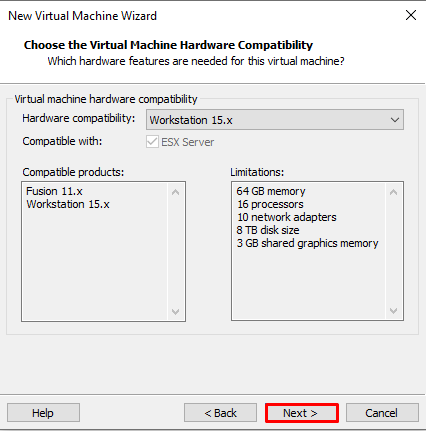 New Virtual Machine Wizard
Choose the Virtual Machine Hardware Compatibility
Which hardware features are needed for this virtual machine?
Virtual machine hardware compatibility
Hardware compatibility: Workstation 15.x
Compatible with: ESX Server
Compatible products:
Fusion 11.x
Workstation 15.x
Limitations:
64 GB memory
16 processors
10 network adapters
8 TB disk size
3 GB shared graphics memory
Help < Back Next > Cancel